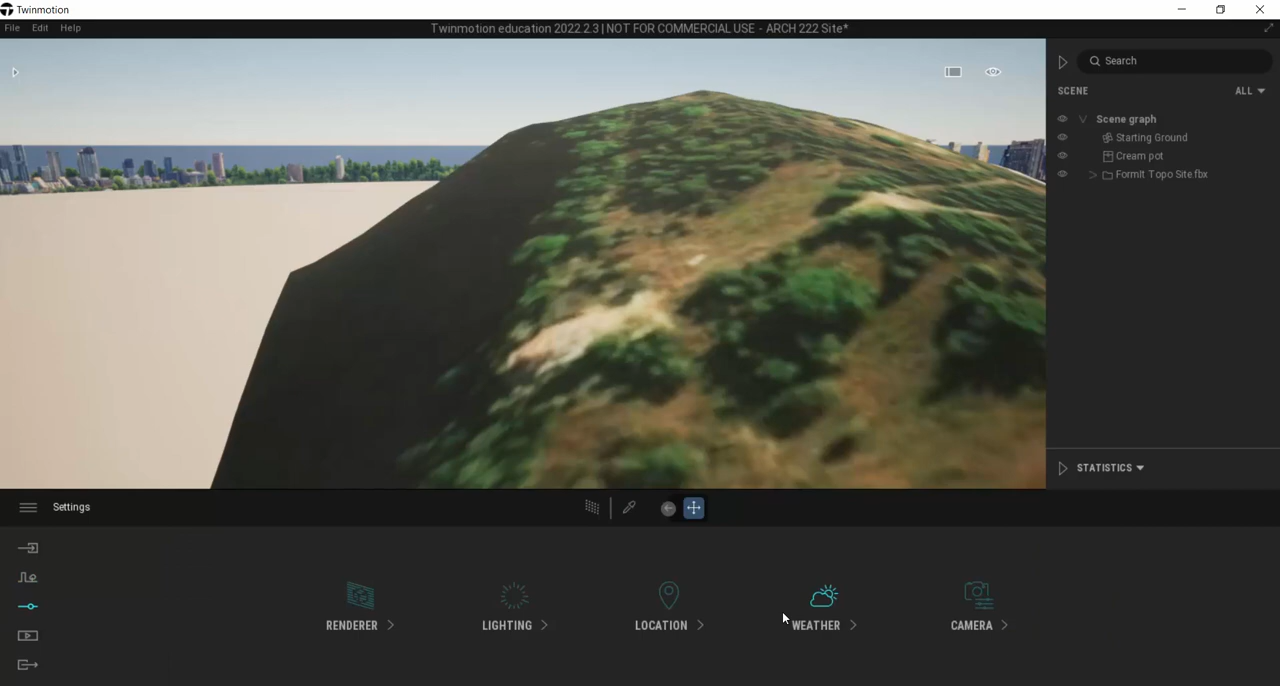 Twinmotion
File Edit Help
Twinmotion education 2022.2.3 | NOT FOR COMMERCIAL USE - ARCH 222 Site*
Search
SCENE
ALL
Scene graph
Starting Ground
Cream pot
FormIt Topo Site.fbx
STATISTICS
Settings
RENDERER
LIGHTING
LOCATION
WEATHER
CAMERA